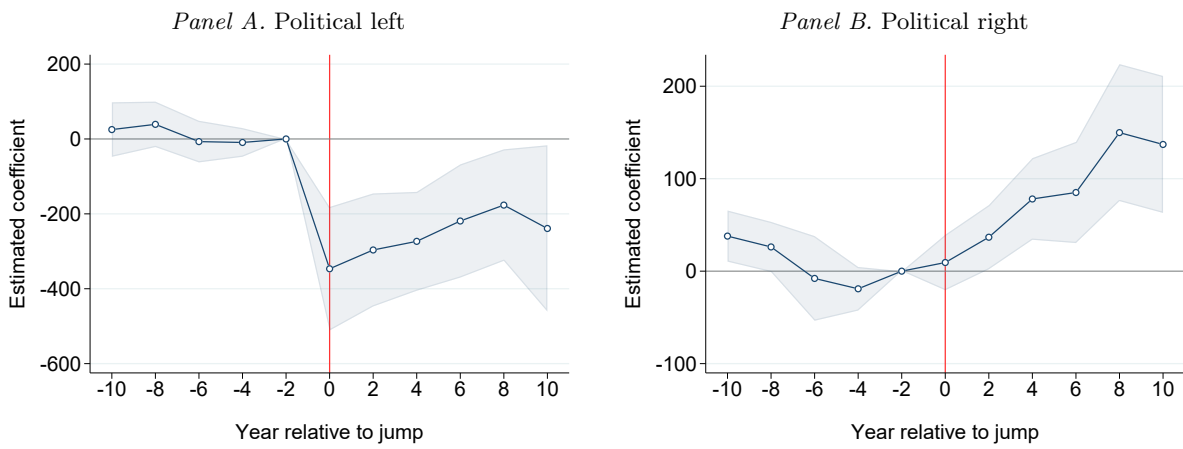 Panel A. Political left
Estimated coefficient
200
0
-200
-400
-600
-10 -8 -6 -4 -2 0 2 4 6 8 10
Year relative to jump
Panel B. Political right
Estimated coefficient
200
100
0
-100
-10 -8 -6 -4 -2 0 2 4 6 8 10
Year relative to jump